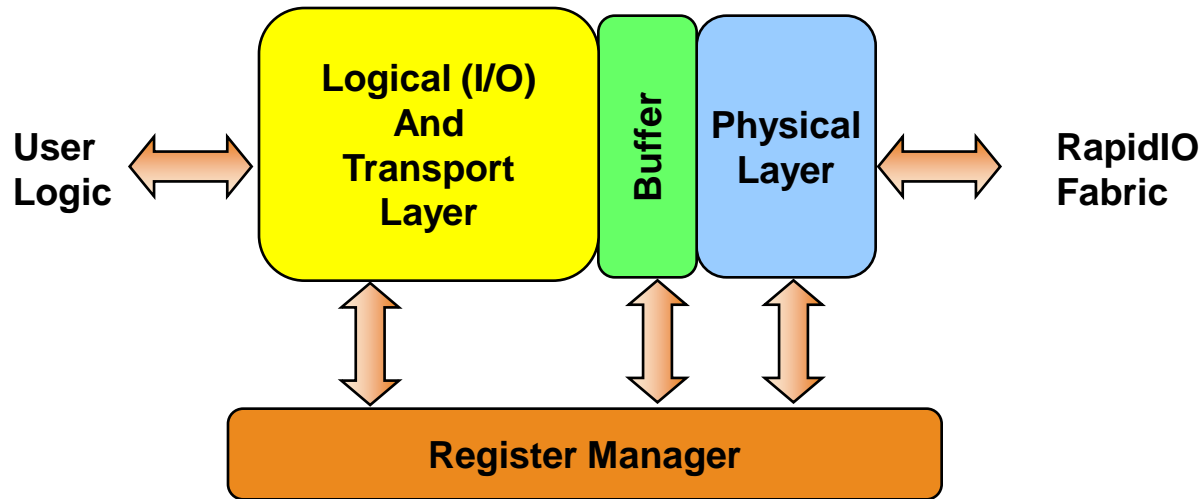 User
Logic
Logical (I/O)
And
Transport
Layer
Buffer
Physical
Layer
RapidIO
Fabric
Register Manager